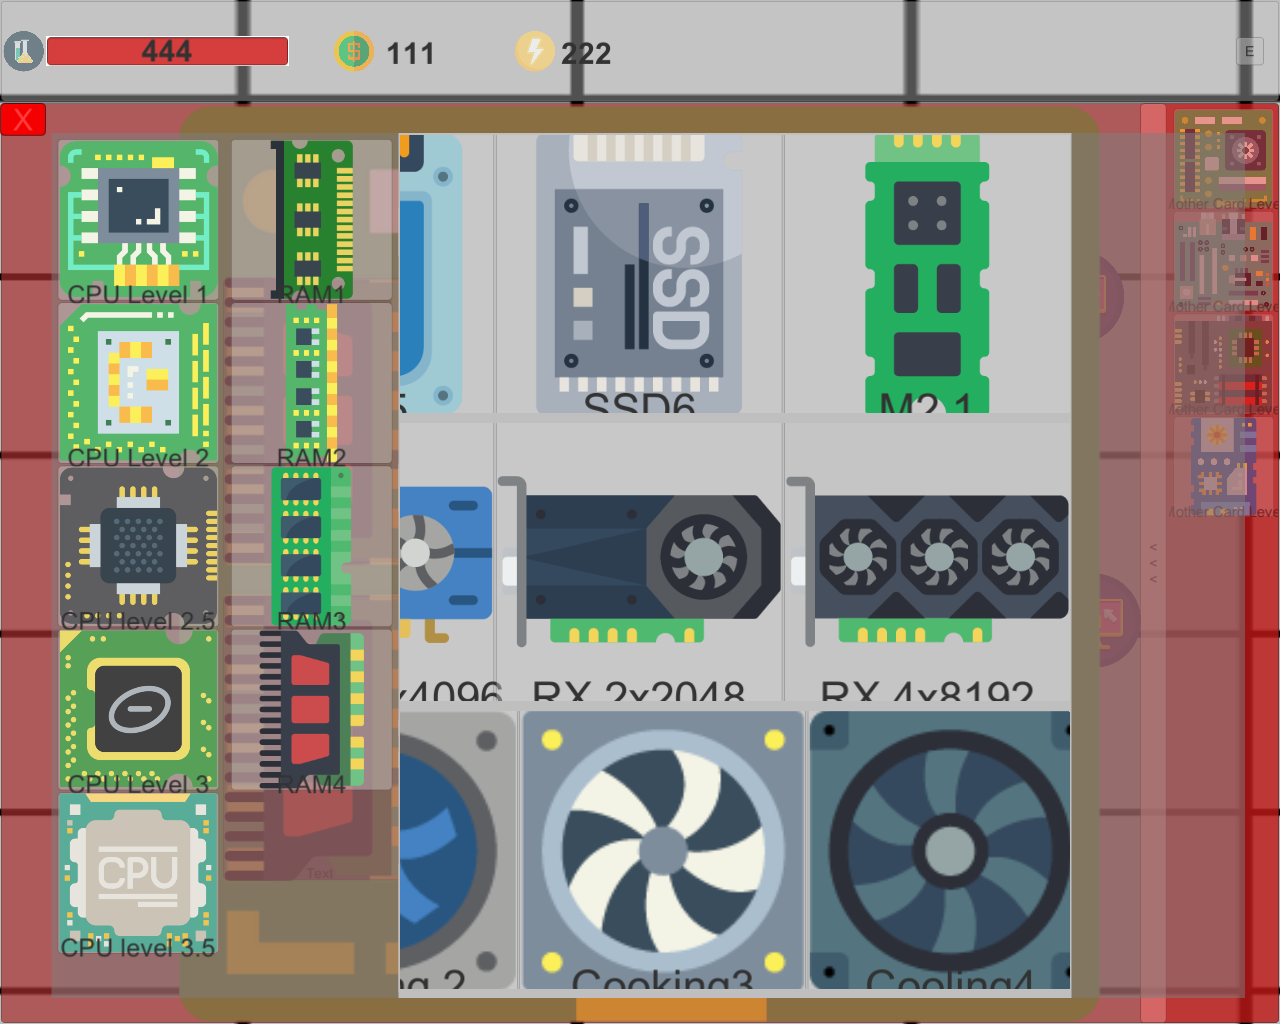 444
111
222
E
X
CPU Level 1
RAM1
SSD
5
SSD6
M2 1
Mother Card Leve
Mother Card Leve
CPU Level 2
RAM2
Mother Card Leve
Mother Card Leve
CPU level 2.5
RAM3
x4096
RX 2x2048
RX 4x8192
<
<
<
CPU Level 3
RAM4
CPU
Text
CPU level 3.5
g 2
Cooking3
Cooling4